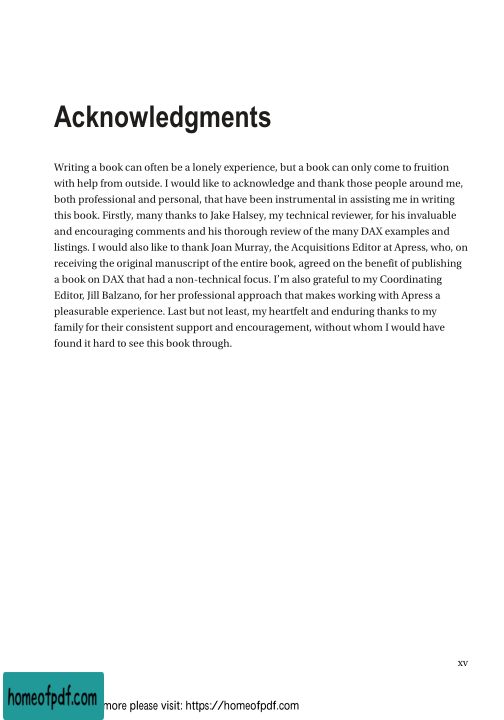 Acknowledgments
Writing a book can often be a lonely experience, but a book can only come to fruition
with help from outside. I would like to acknowledge and thank those people around me,
both professional and personal, that have been instrumental in assisting me in writing
this book. Firstly, many thanks to Jake Halsey, my technical reviewer, for his invaluable
and encouraging comments and his thorough review of the many DAX examples and
listings. I would also like to thank Joan Murray, the Acquisitions Editor at Apress, who, on
receiving the original manuscript of the entire book, agreed on the benefit of publishing
a book on DAX that had a non-technical focus. I’m also grateful to my Coordinating
Editor, Jill Balzano, for her professional approach that makes working with Apress a
pleasurable experience. Last but not least, my heartfelt and enduring thanks to my
family for their consistent support and encouragement, without whom I would have
found it hard to see this book through.
xv
homeofpdf.com
more please visit: https://homeofpdf.com